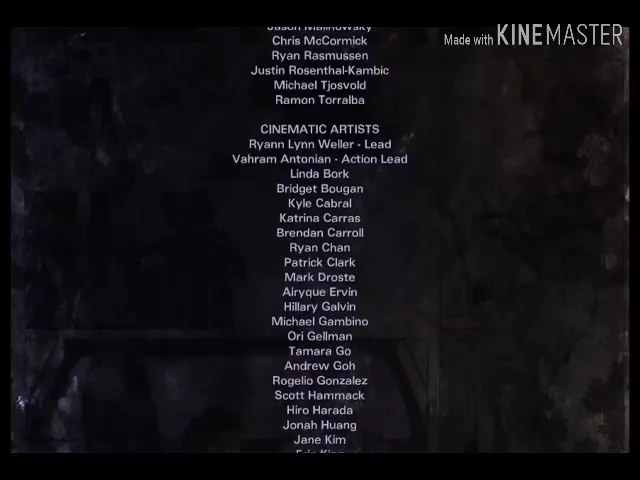 Jason Malinowsky
Chris McCormick
Ryan Rasmussen
Justin Rosenthal-Kambic
Michael Tjosvold
Ramon Torralba
Made with KINEMASTER
CINEMATIC ARTISTS
Ryann Lynn Weller - Lead
Vahram Antonian - Action Lead
Linda Bork
Bridget Bougan
Kyle Cabral
Katrina Carras
Brendan Carroll
Ryan Chan
Patrick Clark
Mark Droste
Airyque Ervin
Hillary Galvin
Michael Gambino
Ori Gellman
Tamara Go
Andrew Goh
Rogelio Gonzalez
Scott Hammack
Hiro Harada
Jonah Huang
Jane Kim